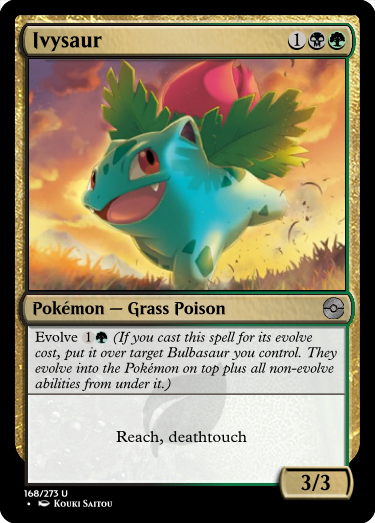 Ivysaur 1
Pokémon — Grass Poison
Evolve 1 (If you cast this spell for its evolve
cost, put it over target Bulbasaur you control. They
evolve into the Pokémon on top plus all non-evolve
abilities from under it.)
Reach, deathtouch
3/3
168/273 U
• Kouki Saitou